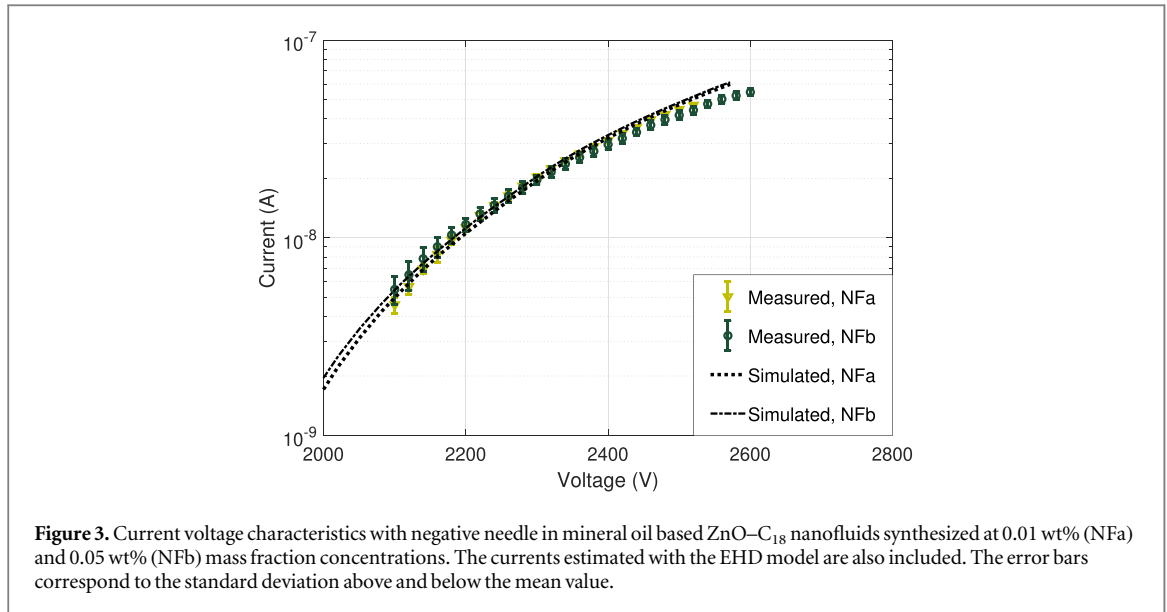 10⁻⁷
10⁻⁸
10⁻⁹
Current (A)
2000 2200 2400 2600 2800
Voltage (V)
Measured, NFa
Measured, NFb
Simulated, NFa
Simulated, NFb
Figure 3. Current voltage characteristics with negative needle in mineral oil based ZnO–C₁₈ nanofluids synthesized at 0.01 wt% (NFa)
and 0.05 wt% (NFb) mass fraction concentrations. The currents estimated with the EHD model are also included. The error bars
correspond to the standard deviation above and below the mean value.